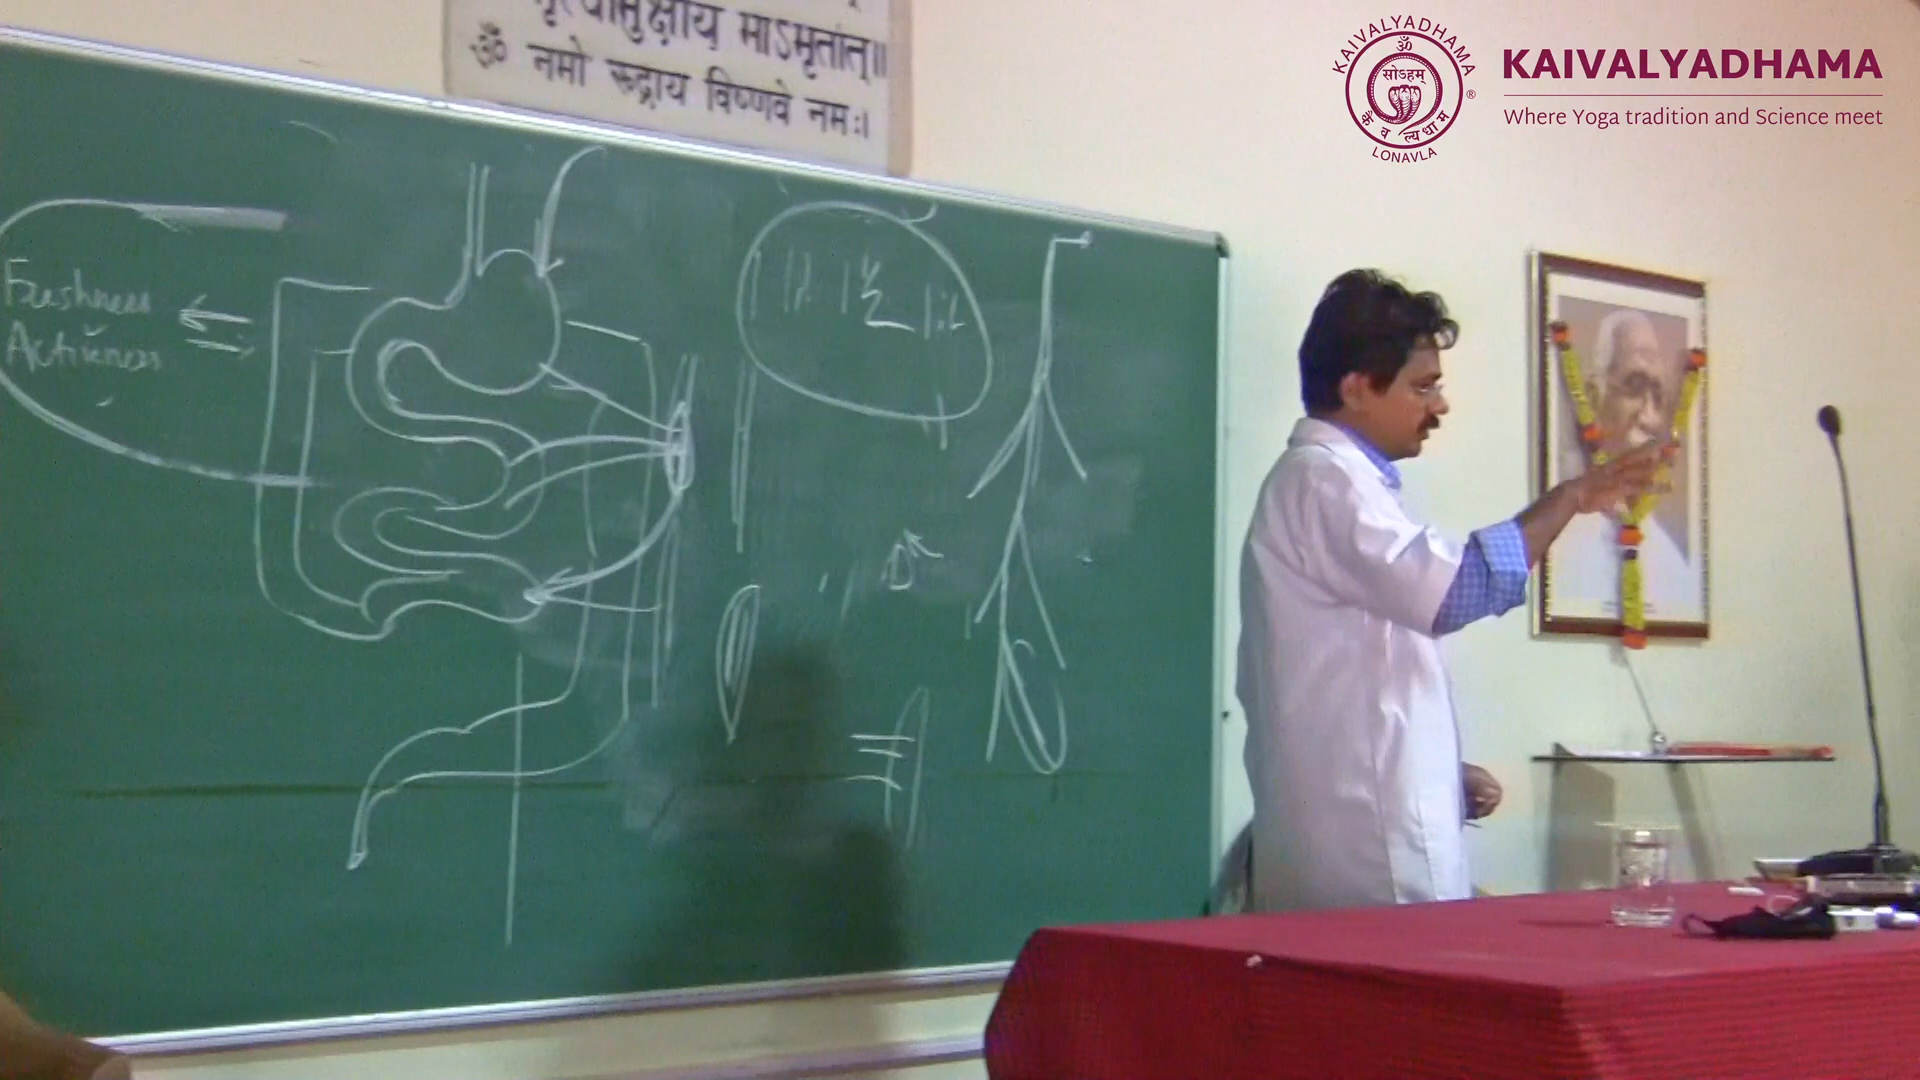 मृत्योर्मुक्षीय माऽमृतात्॥
ॐ नमो रुद्राय विष्णवे नमः।
KAIVALYADHAMA
ॐ
सोऽहम्
कै व ल्य धा म
®
LONAVLA
KAIVALYADHAMA
Where Yoga tradition and Science meet
Freshness
Activeness